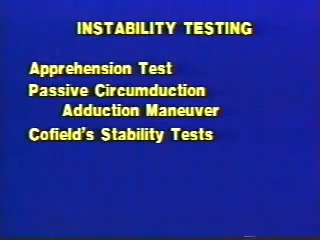 INSTABILITY TESTING
Apprehension Test
Passive Circumduction
Adduction Maneuver
Cofield's Stability Tests